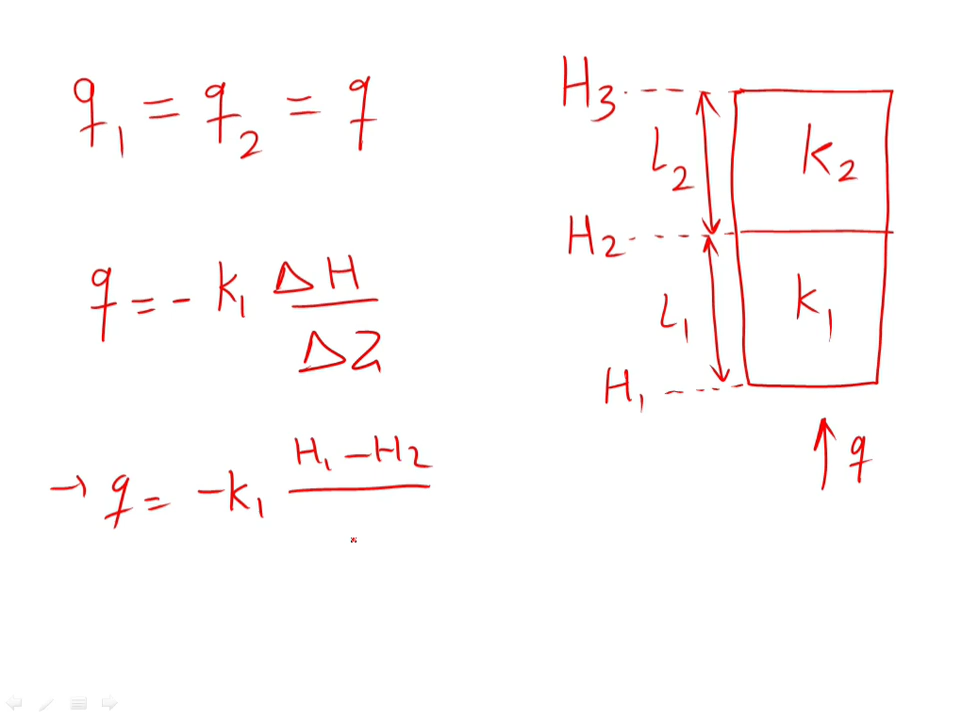 q₁ = q₂ = q
q = - k₁ ΔH / ΔZ
→ q = -k₁ H₁ - H₂ /
H₃
L₂
k₂
H₂
L₁
k₁
H₁
q